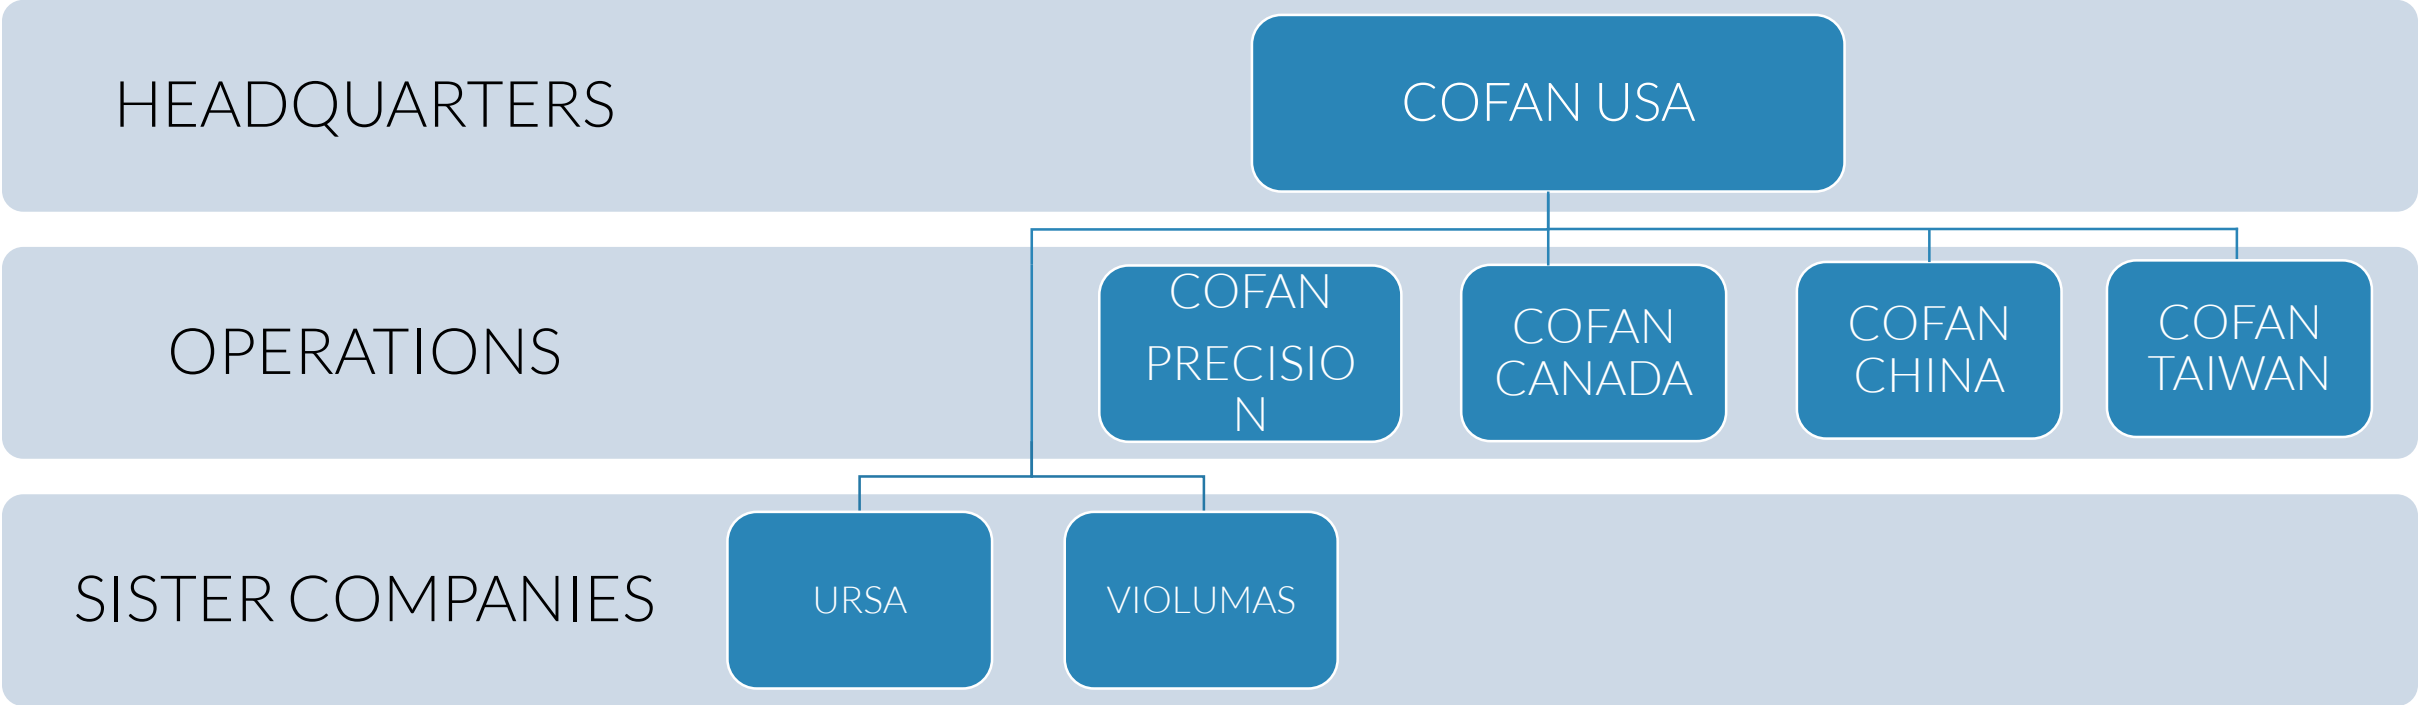 HEADQUARTERS
COFAN USA
OPERATIONS
COFAN
PRECISIO
N
COFAN
CANADA
COFAN
CHINA
COFAN
TAIWAN
SISTER COMPANIES
URSA
VIOLUMAS